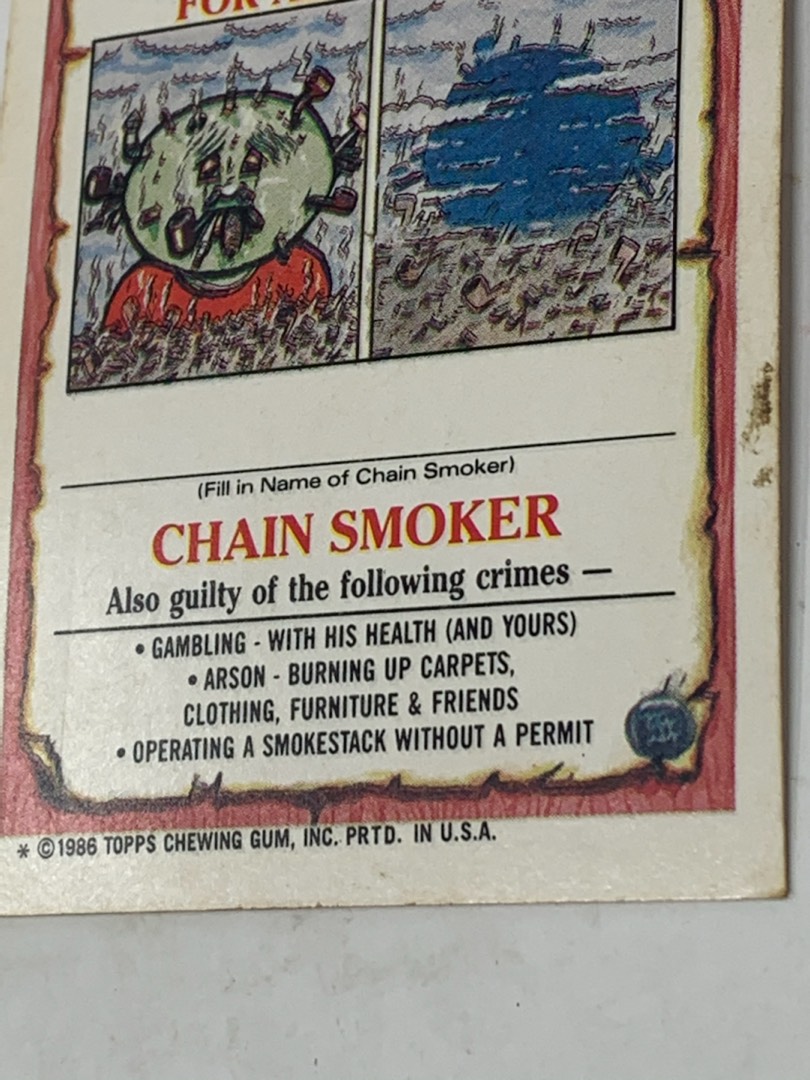 FOR
(Fill in Name of Chain Smoker)
CHAIN SMOKER
Also guilty of the following crimes —
• GAMBLING - WITH HIS HEALTH (AND YOURS)
• ARSON - BURNING UP CARPETS,
CLOTHING, FURNITURE & FRIENDS
• OPERATING A SMOKESTACK WITHOUT A PERMIT
* ©1986 TOPPS CHEWING GUM, INC. PRTD. IN U.S.A.